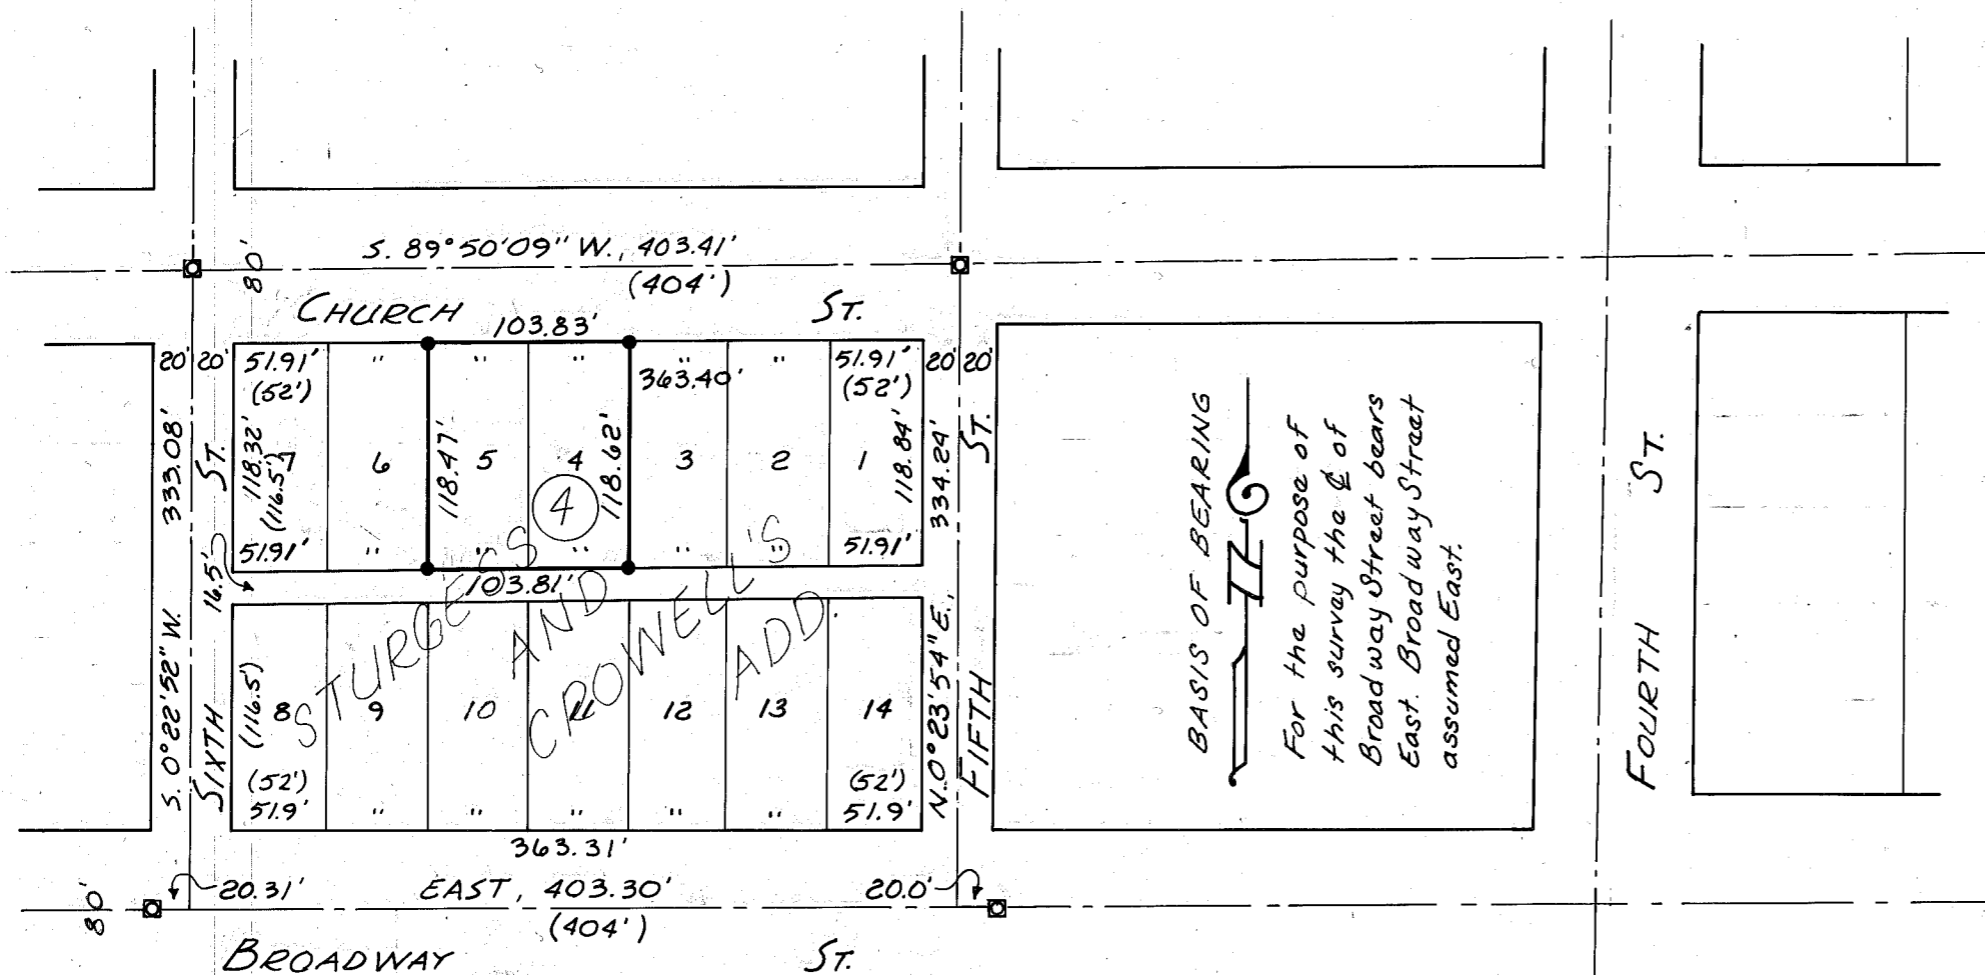 S. 89°50'09" W., 403.41'
(404')
80'
CHURCH ST.
103.83'
20' 20'
51.91' " " " " " 51.91'
(52')
363.40'
(52')
20' 20'
333.08'
ST.
118.32'
(116.5')
7 6 5 4 3 2 1
118.47'
118.62'
118.84'
334.24'
ST.
4
51.91' " " " " " 51.91'
16.5'
103.81'
STURGESS
AND
CROWELL'S
ADD.
S. 0°22'52" W.
SIXTH
(116.5')
8 9 10 11 12 13 14
(52')
51.9' " " " " " 51.9'
(52')
N. 0°23'54" E.,
FIFTH
363.31'
20.31'
EAST, 403.30'
(404')
20.0'
80'
BROADWAY ST.
BASIS OF BEARING
N
For the purpose of
this survey the ℄ of
Broadway Street bears
East. Broadway Street
assumed East.
FOURTH ST.